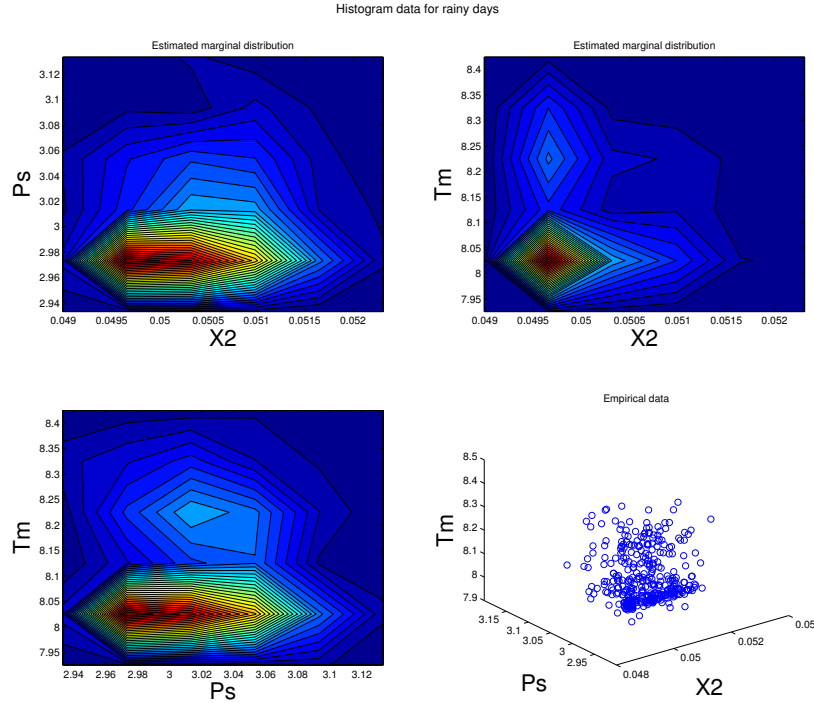 Histogram data for rainy days
Estimated marginal distribution
3.12
3.1
3.08
3.06
3.04
3.02
3
2.98
2.96
2.94
Ps
0.049 0.0495 0.05 0.0505 0.051 0.0515 0.052
X2
Estimated marginal distribution
8.4
8.35
8.3
8.25
8.2
8.15
8.1
8.05
8
7.95
Tm
0.049 0.0495 0.05 0.0505 0.051 0.0515 0.052
X2
8.4
8.35
8.3
8.25
8.2
8.15
8.1
8.05
8
7.95
Tm
2.94 2.96 2.98 3 3.02 3.04 3.06 3.08 3.1 3.12
Ps
Empirical data
8.5
8.4
8.3
8.2
8.1
8
7.9
Tm
3.15
3.1
3.05
3
2.95
Ps
0.048
0.05
0.052
0.05
X2